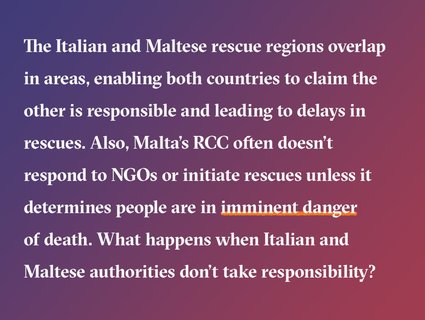 The Italian and Maltese rescue regions overlap
in areas, enabling both countries to claim the
other is responsible and leading to delays in
rescues. Also, Malta’s RCC often doesn’t
respond to NGOs or initiate rescues unless it
determines people are in imminent danger
of death. What happens when Italian and
Maltese authorities don’t take responsibility?